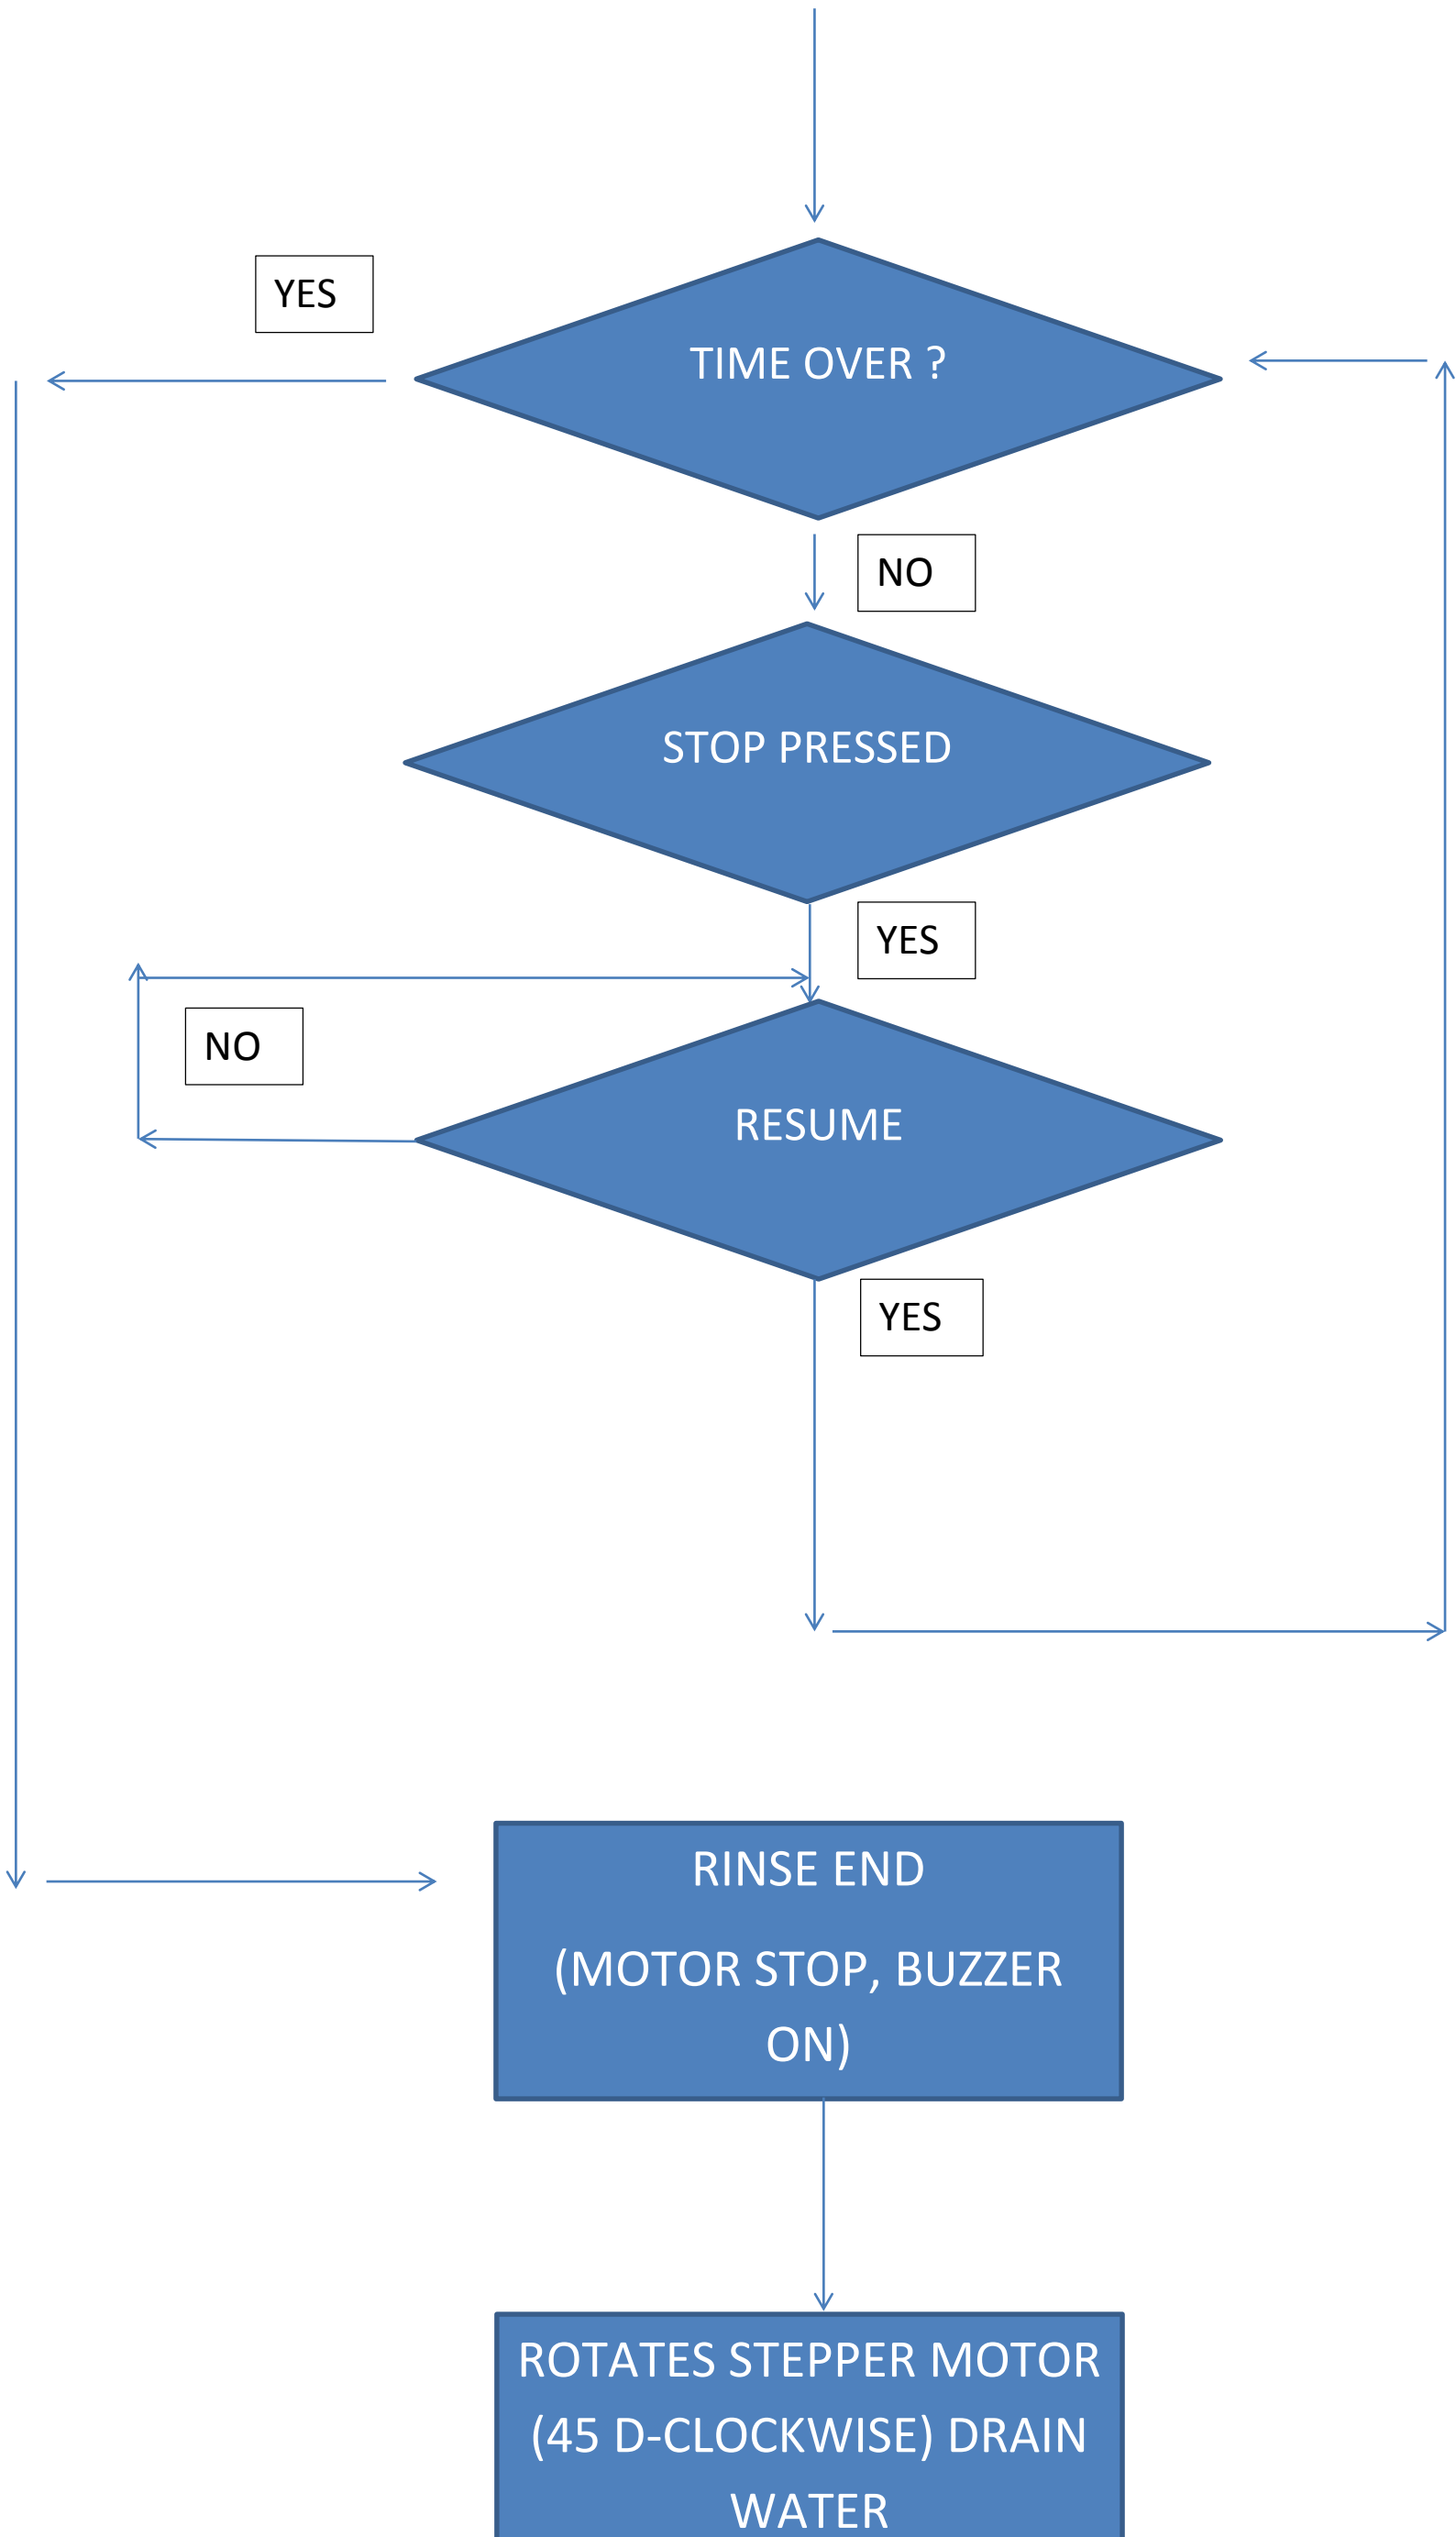 YES
TIME OVER ?
NO
STOP PRESSED
YES
NO
RESUME
YES
RINSE END
(MOTOR STOP, BUZZER
ON)
ROTATES STEPPER MOTOR
(45 D-CLOCKWISE) DRAIN
WATER